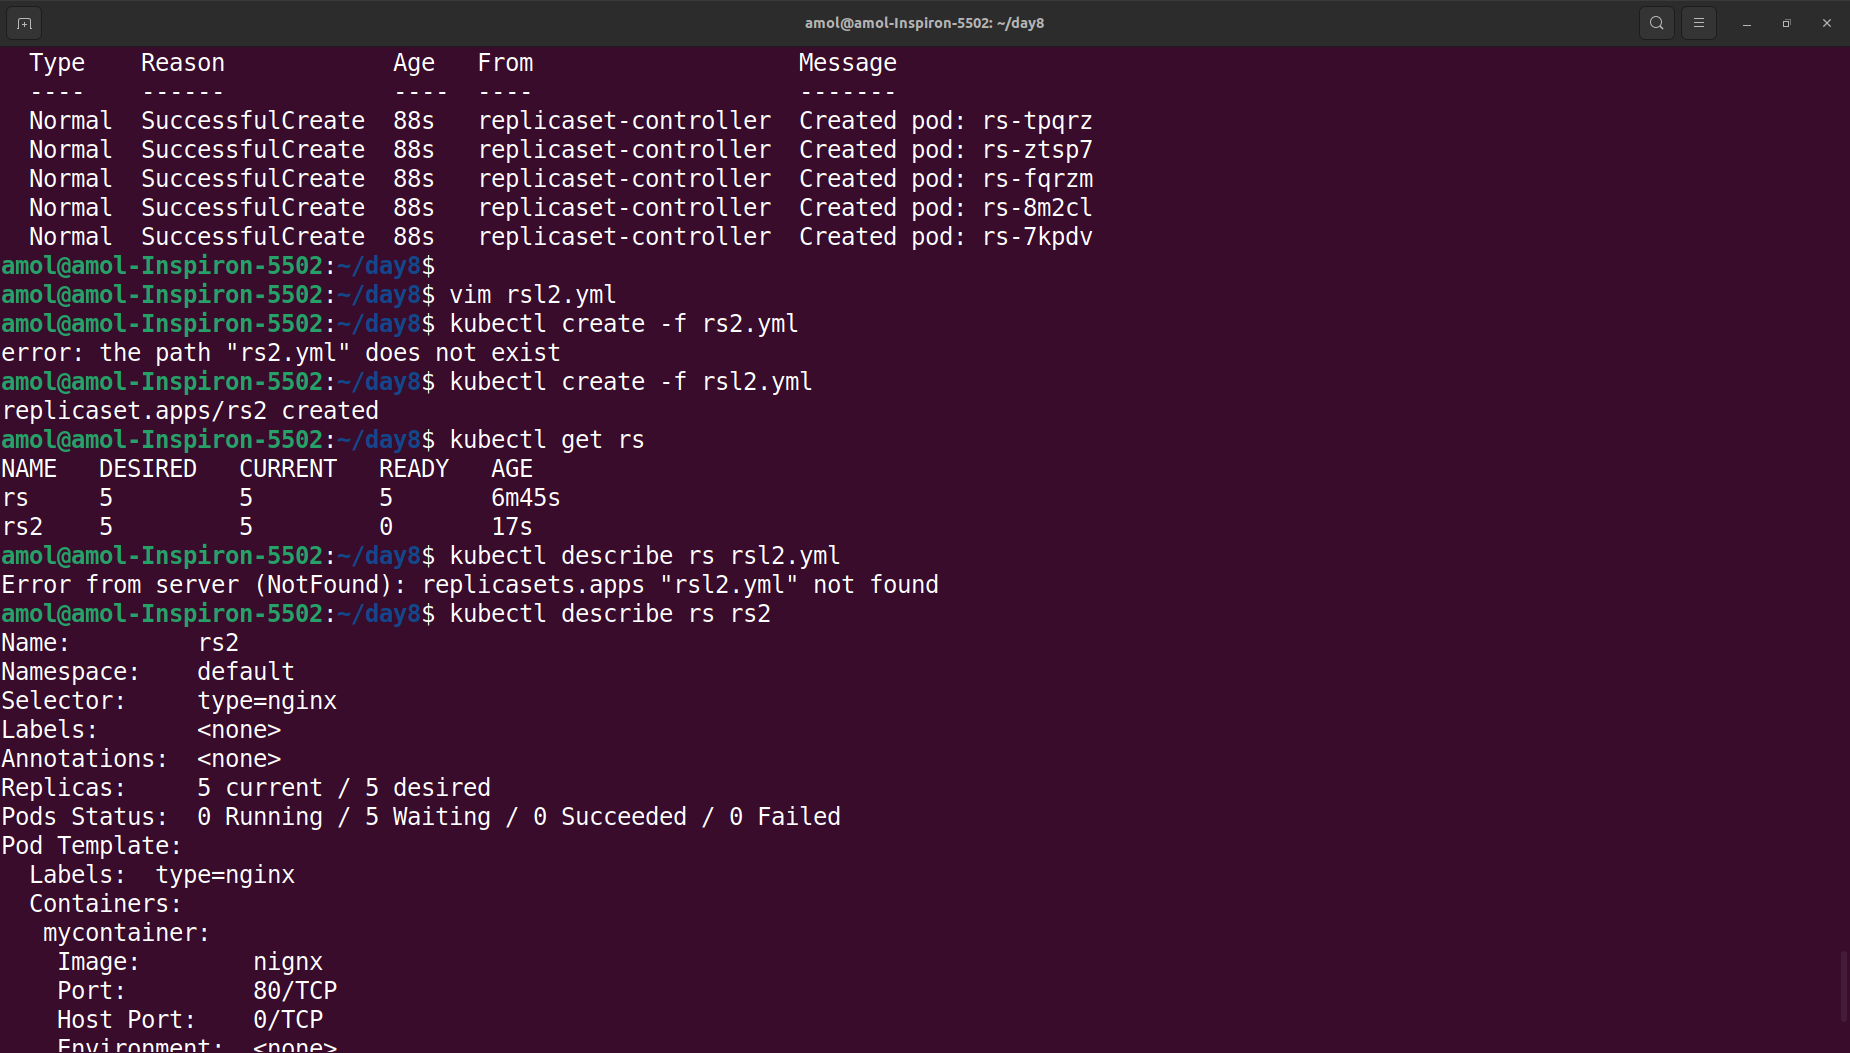 amol@amol-Inspiron-5502: ~/day8
Type    Reason            Age   From                   Message
----    ------            ----  ----                   -------
Normal  SuccessfulCreate  88s   replicaset-controller  Created pod: rs-tpqrz
Normal  SuccessfulCreate  88s   replicaset-controller  Created pod: rs-ztsp7
Normal  SuccessfulCreate  88s   replicaset-controller  Created pod: rs-fqrzm
Normal  SuccessfulCreate  88s   replicaset-controller  Created pod: rs-8m2cl
Normal  SuccessfulCreate  88s   replicaset-controller  Created pod: rs-7kpdv
amol@amol-Inspiron-5502:~/day8$
amol@amol-Inspiron-5502:~/day8$ vim rsl2.yml
amol@amol-Inspiron-5502:~/day8$ kubectl create -f rs2.yml
error: the path "rs2.yml" does not exist
amol@amol-Inspiron-5502:~/day8$ kubectl create -f rsl2.yml
replicaset.apps/rs2 created
amol@amol-Inspiron-5502:~/day8$ kubectl get rs
NAME   DESIRED   CURRENT   READY   AGE
rs     5         5         5       6m45s
rs2    5         5         0       17s
amol@amol-Inspiron-5502:~/day8$ kubectl describe rs rsl2.yml
Error from server (NotFound): replicasets.apps "rsl2.yml" not found
amol@amol-Inspiron-5502:~/day8$ kubectl describe rs rs2
Name:         rs2
Namespace:    default
Selector:     type=nginx
Labels:       <none>
Annotations:  <none>
Replicas:     5 current / 5 desired
Pods Status:  0 Running / 5 Waiting / 0 Succeeded / 0 Failed
Pod Template:
Labels:  type=nginx
Containers:
mycontainer:
Image:        nignx
Port:         80/TCP
Host Port:    0/TCP
Environment:  <none>